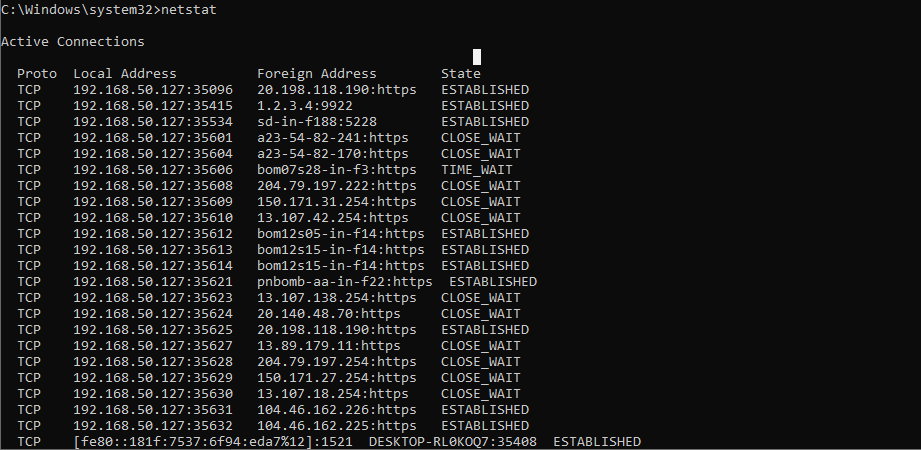 C:\Windows\system32>netstat
Active Connections
Proto Local Address Foreign Address State
TCP 192.168.50.127:35096 20.198.118.190:https ESTABLISHED
TCP 192.168.50.127:35415 1.2.3.4:9922 ESTABLISHED
TCP 192.168.50.127:35534 sd-in-f188:5228 ESTABLISHED
TCP 192.168.50.127:35601 a23-54-82-241:https CLOSE_WAIT
TCP 192.168.50.127:35604 a23-54-82-170:https CLOSE_WAIT
TCP 192.168.50.127:35606 bom07s28-in-f3:https TIME_WAIT
TCP 192.168.50.127:35608 204.79.197.222:https CLOSE_WAIT
TCP 192.168.50.127:35609 150.171.31.254:https CLOSE_WAIT
TCP 192.168.50.127:35610 13.107.42.254:https CLOSE_WAIT
TCP 192.168.50.127:35612 bom12s05-in-f14:https ESTABLISHED
TCP 192.168.50.127:35613 bom12s15-in-f14:https ESTABLISHED
TCP 192.168.50.127:35614 bom12s15-in-f14:https ESTABLISHED
TCP 192.168.50.127:35621 pnbomb-aa-in-f22:https ESTABLISHED
TCP 192.168.50.127:35623 13.107.138.254:https CLOSE_WAIT
TCP 192.168.50.127:35624 20.140.48.70:https CLOSE_WAIT
TCP 192.168.50.127:35625 20.198.118.190:https ESTABLISHED
TCP 192.168.50.127:35627 13.89.179.11:https CLOSE_WAIT
TCP 192.168.50.127:35628 204.79.197.254:https CLOSE_WAIT
TCP 192.168.50.127:35629 150.171.27.254:https CLOSE_WAIT
TCP 192.168.50.127:35630 13.107.18.254:https CLOSE_WAIT
TCP 192.168.50.127:35631 104.46.162.226:https ESTABLISHED
TCP 192.168.50.127:35632 104.46.162.225:https ESTABLISHED
TCP [fe80::181f:7537:6f94:eda7%12]:1521 DESKTOP-RL0KOQ7:35408 ESTABLISHED